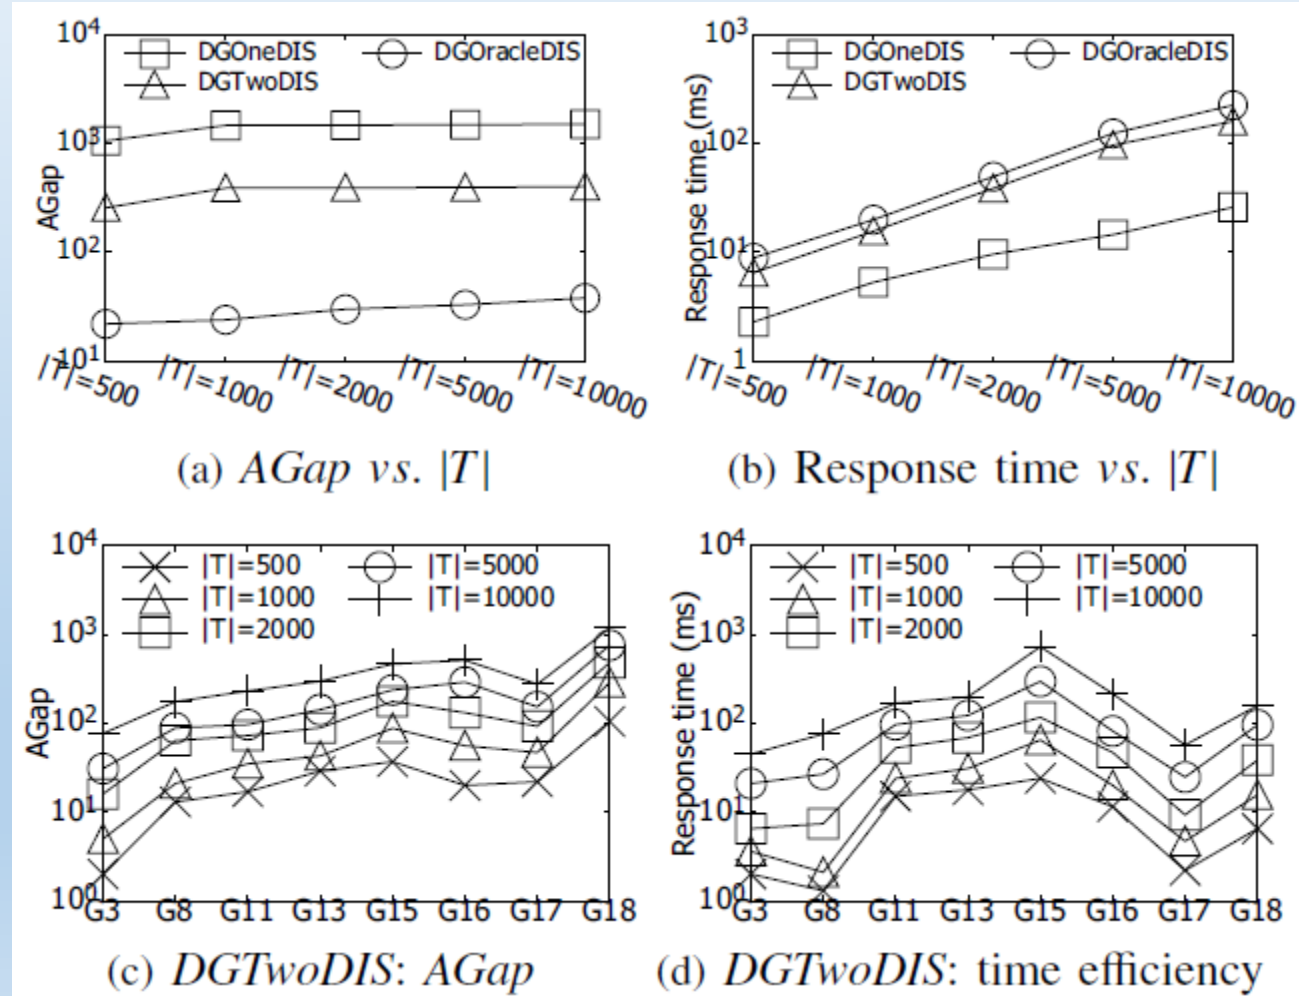 10^4
DGOneDIS
DGOracleDIS
DGTwoDIS
10^3
AGap
10^2
10^1
|T|=500
|T|=1000
|T|=2000
|T|=5000
|T|=10000
(a) AGap vs. |T|
10^3
DGOneDIS
DGOracleDIS
DGTwoDIS
10^2
Response time (ms)
10^1
1
|T|=500
|T|=1000
|T|=2000
|T|=5000
|T|=10000
(b) Response time vs. |T|
10^4
|T|=500
|T|=5000
|T|=1000
|T|=10000
|T|=2000
10^3
AGap
10^2
10^1
10^0
G3 G8 G11 G13 G15 G16 G17 G18
(c) DGTwoDIS: AGap
10^4
|T|=500
|T|=5000
|T|=1000
|T|=10000
|T|=2000
10^3
Response time (ms)
10^2
10^1
10^0
G3 G8 G11 G13 G15 G16 G17 G18
(d) DGTwoDIS: time efficiency